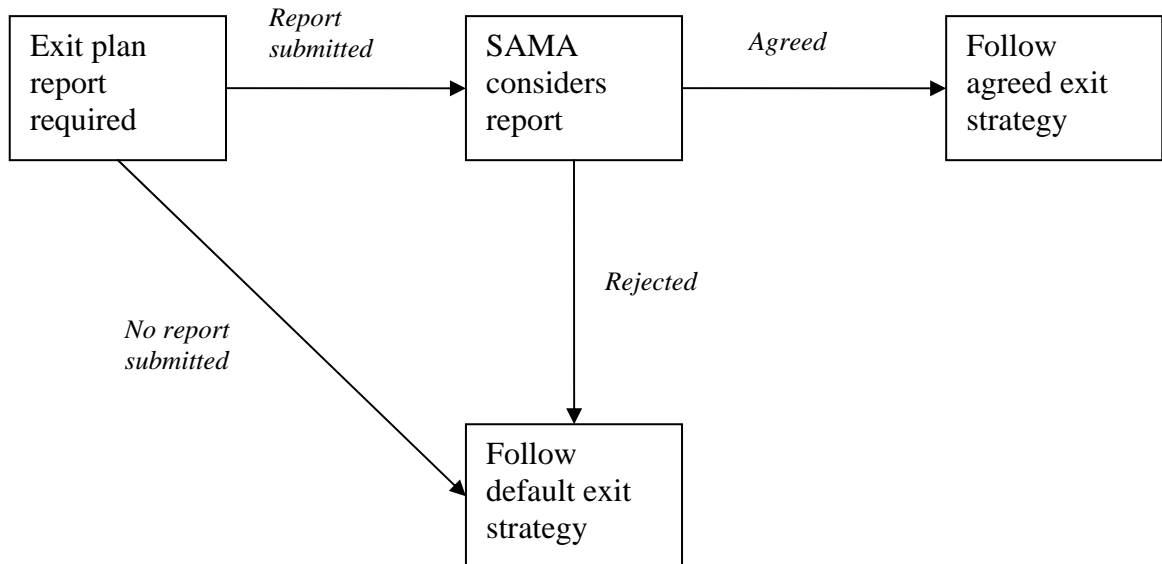 Exit plan
report
required
Report
submitted
SAMA
considers
report
Agreed
Follow
agreed exit
strategy
Rejected
No report
submitted
Follow
default exit
strategy